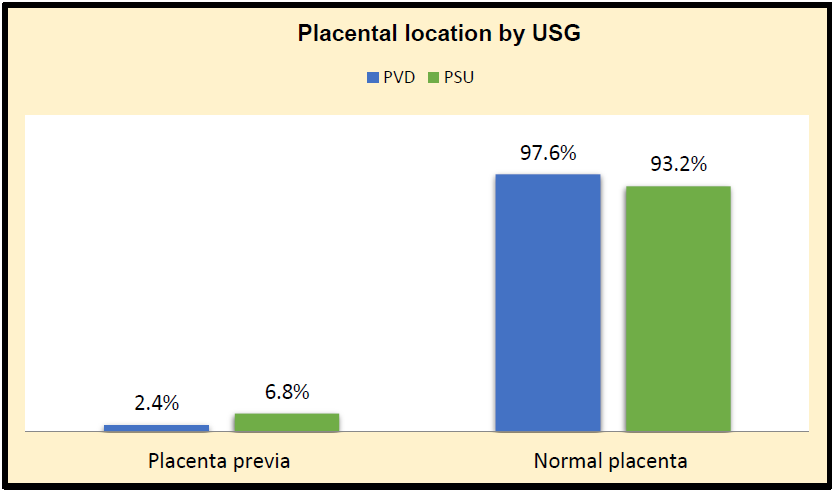 Placental location by USG
PVD PSU
97.6%
93.2%
2.4%
6.8%
Placenta previa Normal placenta